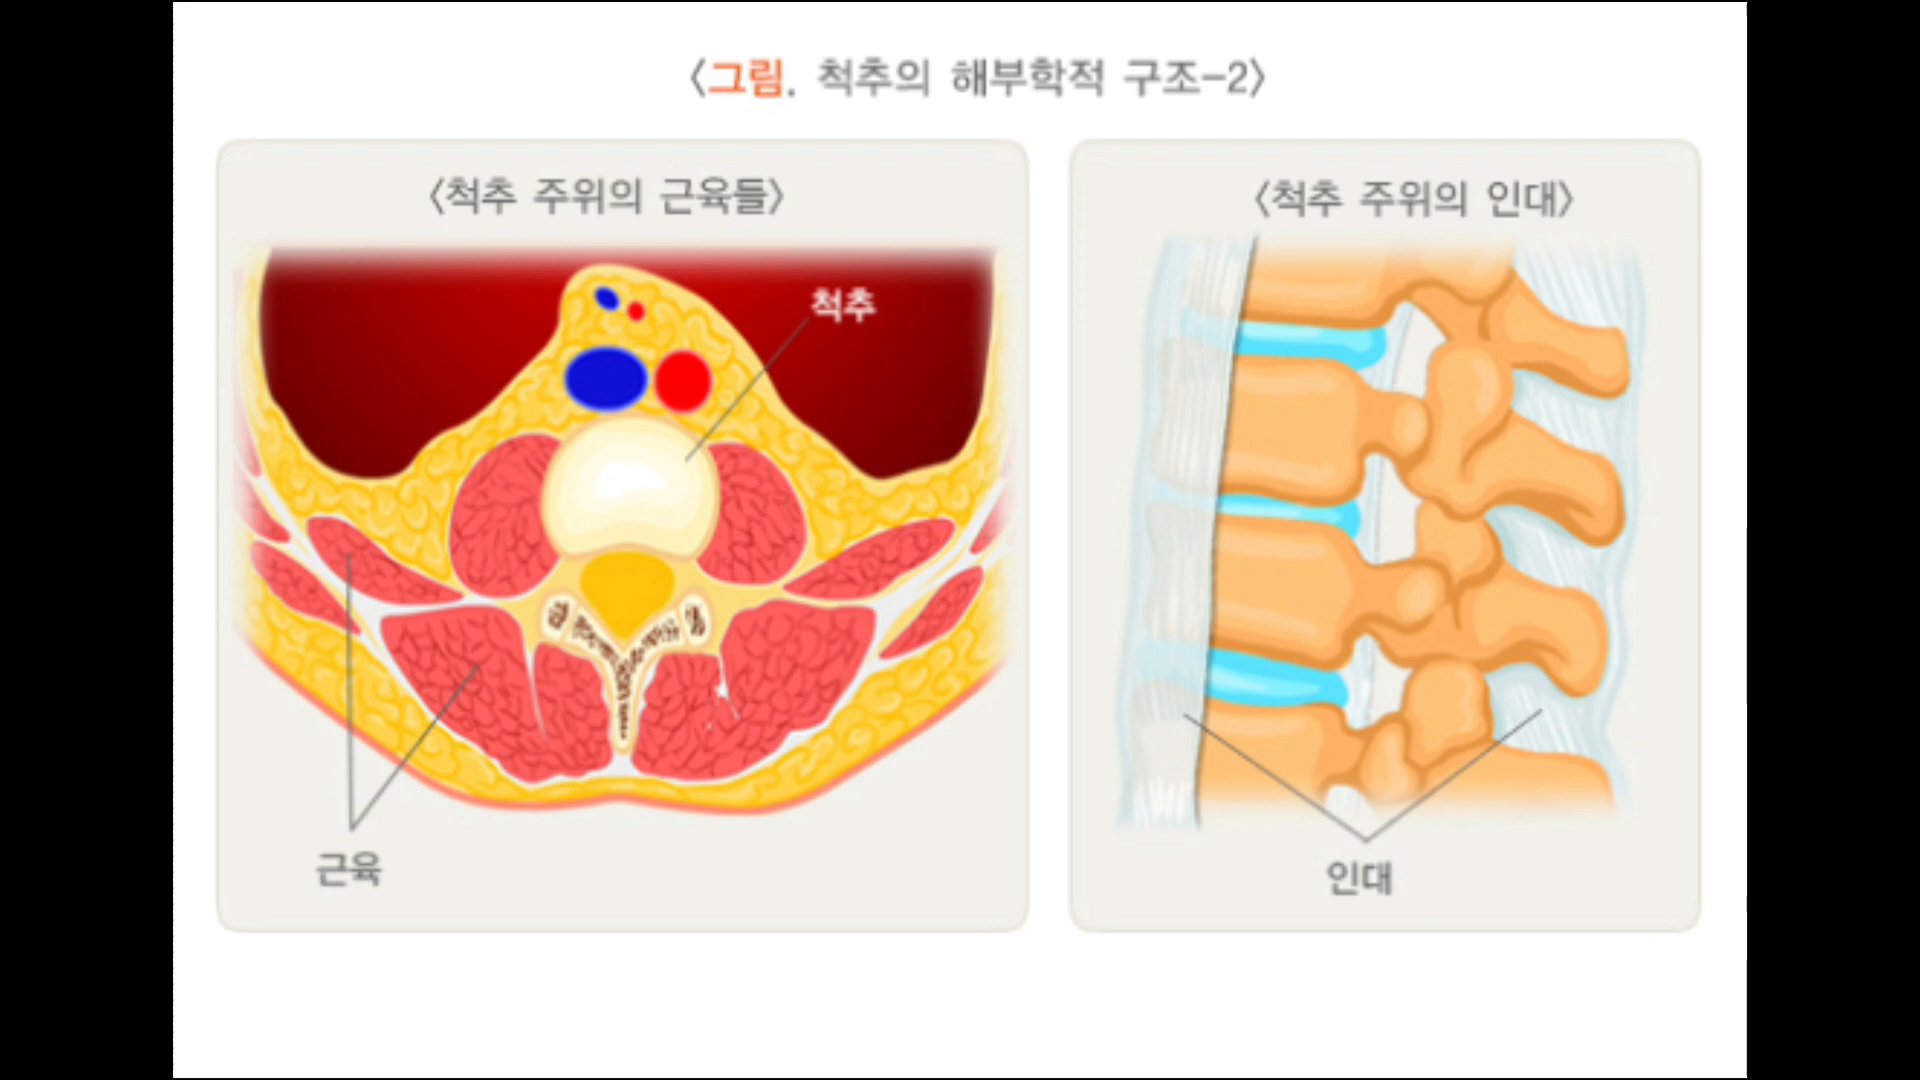 <그림. 척추의 해부학적 구조-2>
<척추 주위의 근육들>
척추
근육
<척추 주위의 인대>
인대